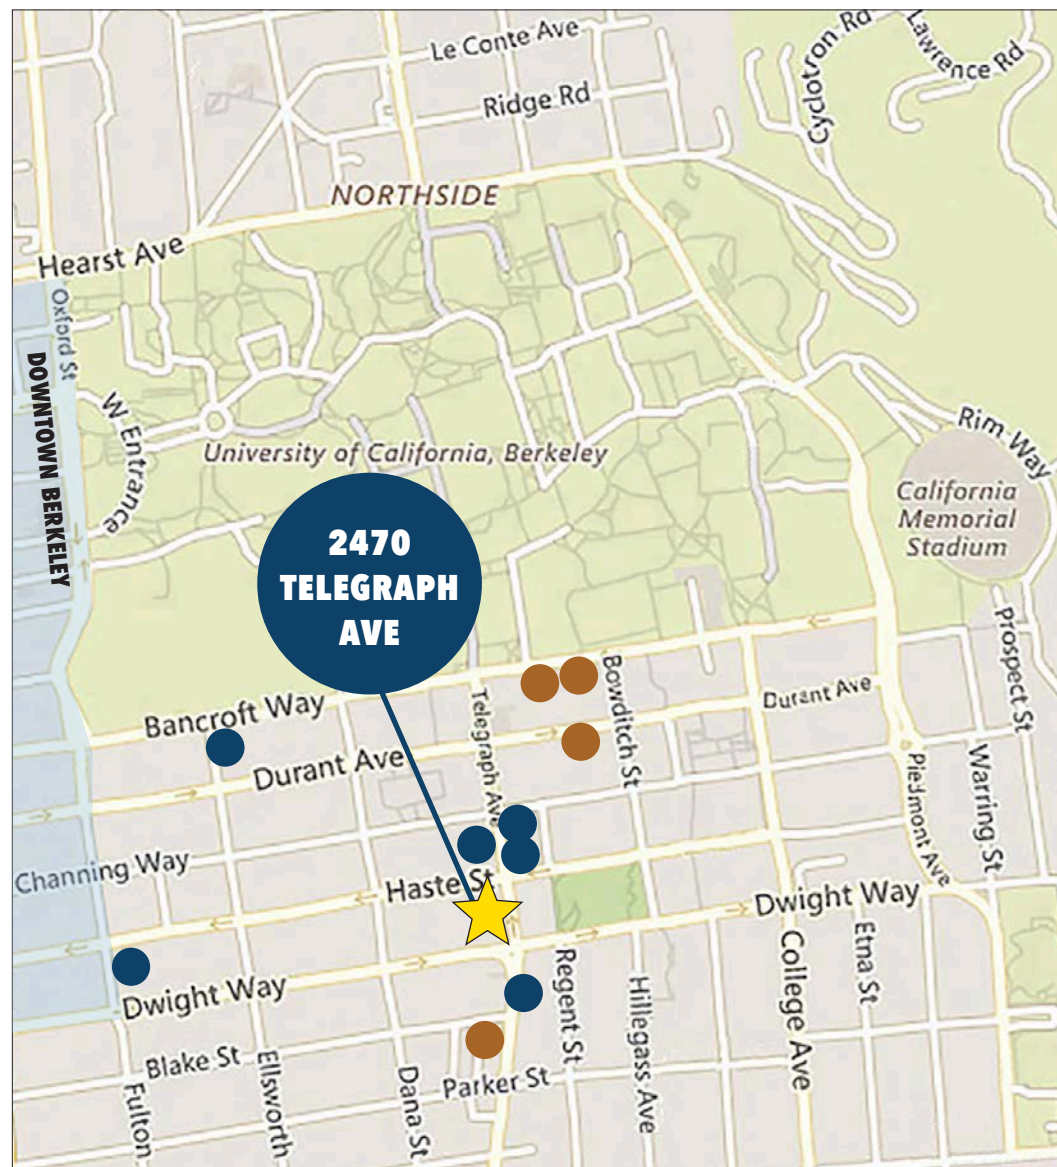 Le Conte Ave
Ridge Rd
Cyclotron Rd
Lawrence Rd
NORTHSIDE
Hearst Ave
Oxford St
DOWNTOWN BERKELEY
W Entrance
University of California, Berkeley
Rim Way
California
Memorial
Stadium
2470
TELEGRAPH
AVE
Prospect St
Bowditch St
Telegraph Ave
Durant Ave
Bancroft Way
Durant Ave
Piedmont Ave
Warring St
Channing Way
Haste St
Dwight Way
Dwight Way
College Ave
Etna St
Regent St
Hillegass Ave
Blake St
Parker St
Fulton
Ellsworth
Dana St